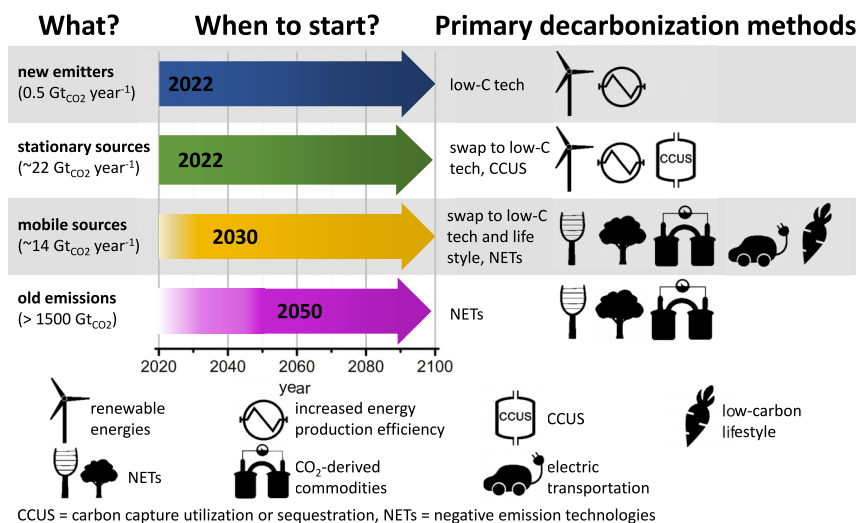 What? When to start? Primary decarbonization methods
new emitters
(0.5 Gt_CO2 year⁻¹)
2022
low-C tech
stationary sources
(~22 Gt_CO2 year⁻¹)
2022
swap to low-C
tech, CCUS
CCUS
mobile sources
(~14 Gt_CO2 year⁻¹)
2030
swap to low-C
tech and life
style, NETs
old emissions
(> 1500 Gt_CO2)
2050
NETs
2020 2040 2060 2080 2100
year
renewable
energies
increased energy
production efficiency
CCUS
CCUS
low-carbon
lifestyle
NETs
CO₂-derived
commodities
electric
transportation
CCUS = carbon capture utilization or sequestration, NETs = negative emission technologies